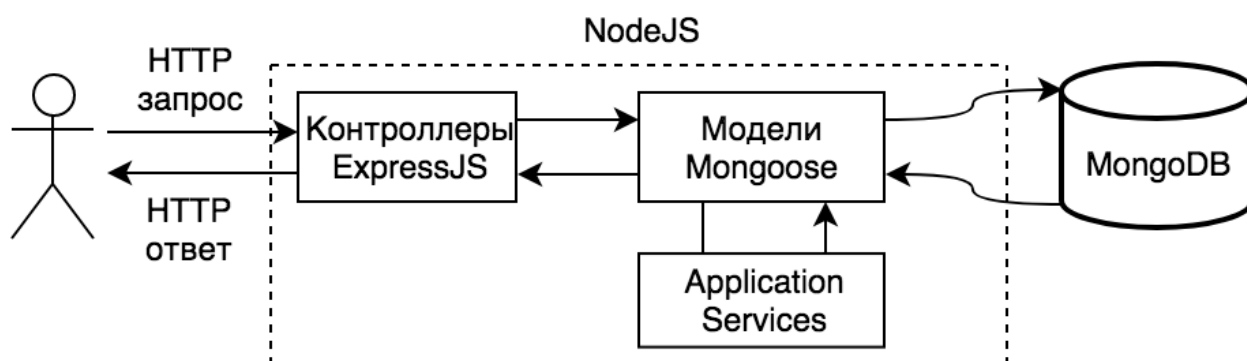 NodeJS
HTTP
запрос
Контроллеры
ExpressJS
HTTP
ответ
Модели
Mongoose
Application
Services
MongoDB